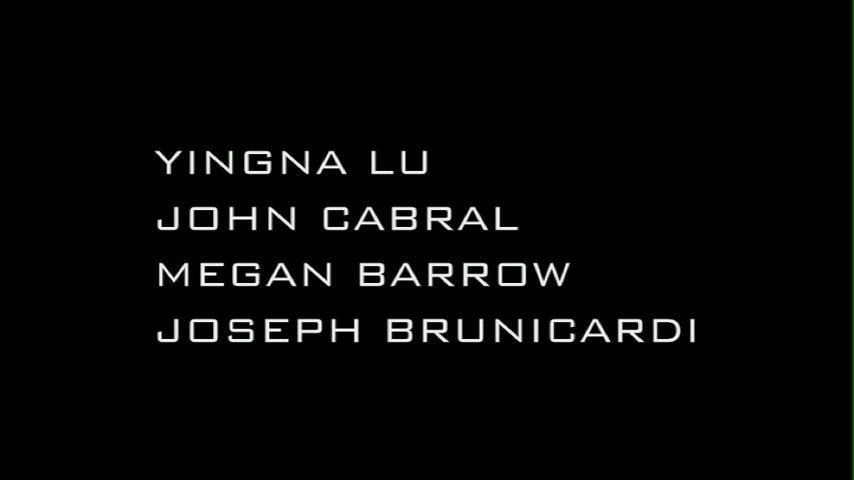 YINGNA LU
JOHN CABRAL
MEGAN BARROW
JOSEPH BRUNICARDI